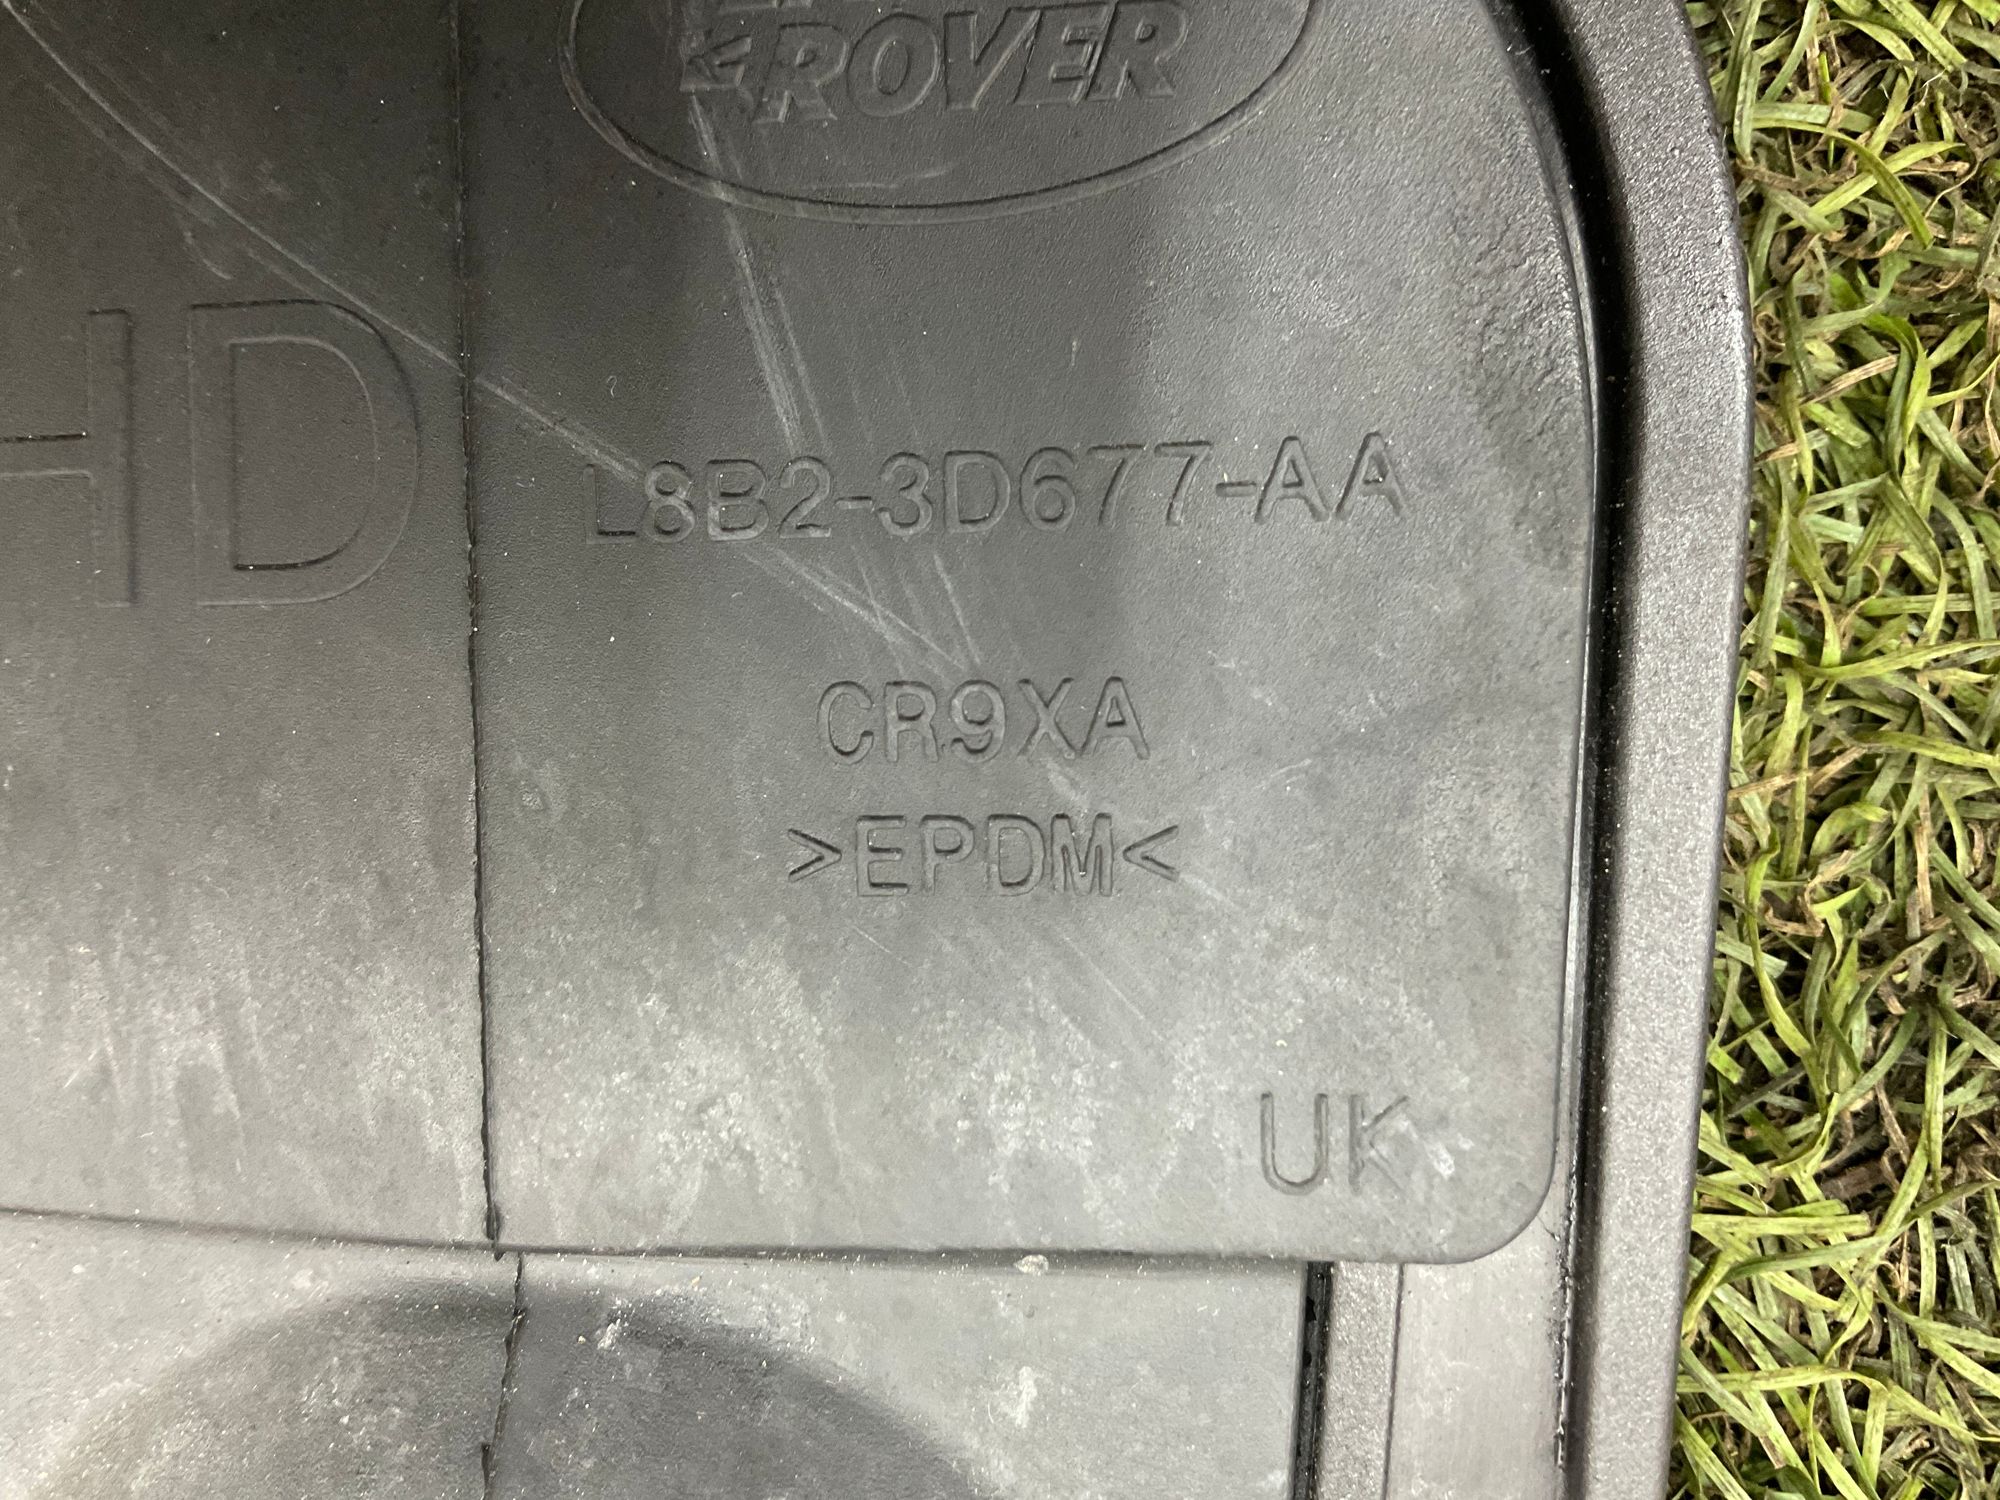 ROVER
HD
L8B2-3D677-AA
CR9XA
>EPDM<
UK